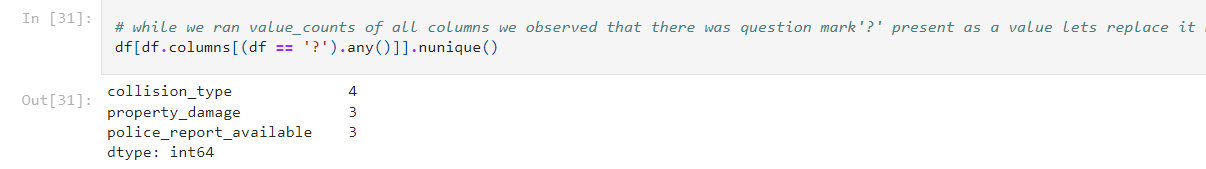 In [31]:
# while we ran value_counts of all columns we observed that there was question mark'?' present as a value lets replace it
df[df.columns[(df == '?').any()]].nunique()
Out[31]:
collision_type 4
property_damage 3
police_report_available 3
dtype: int64